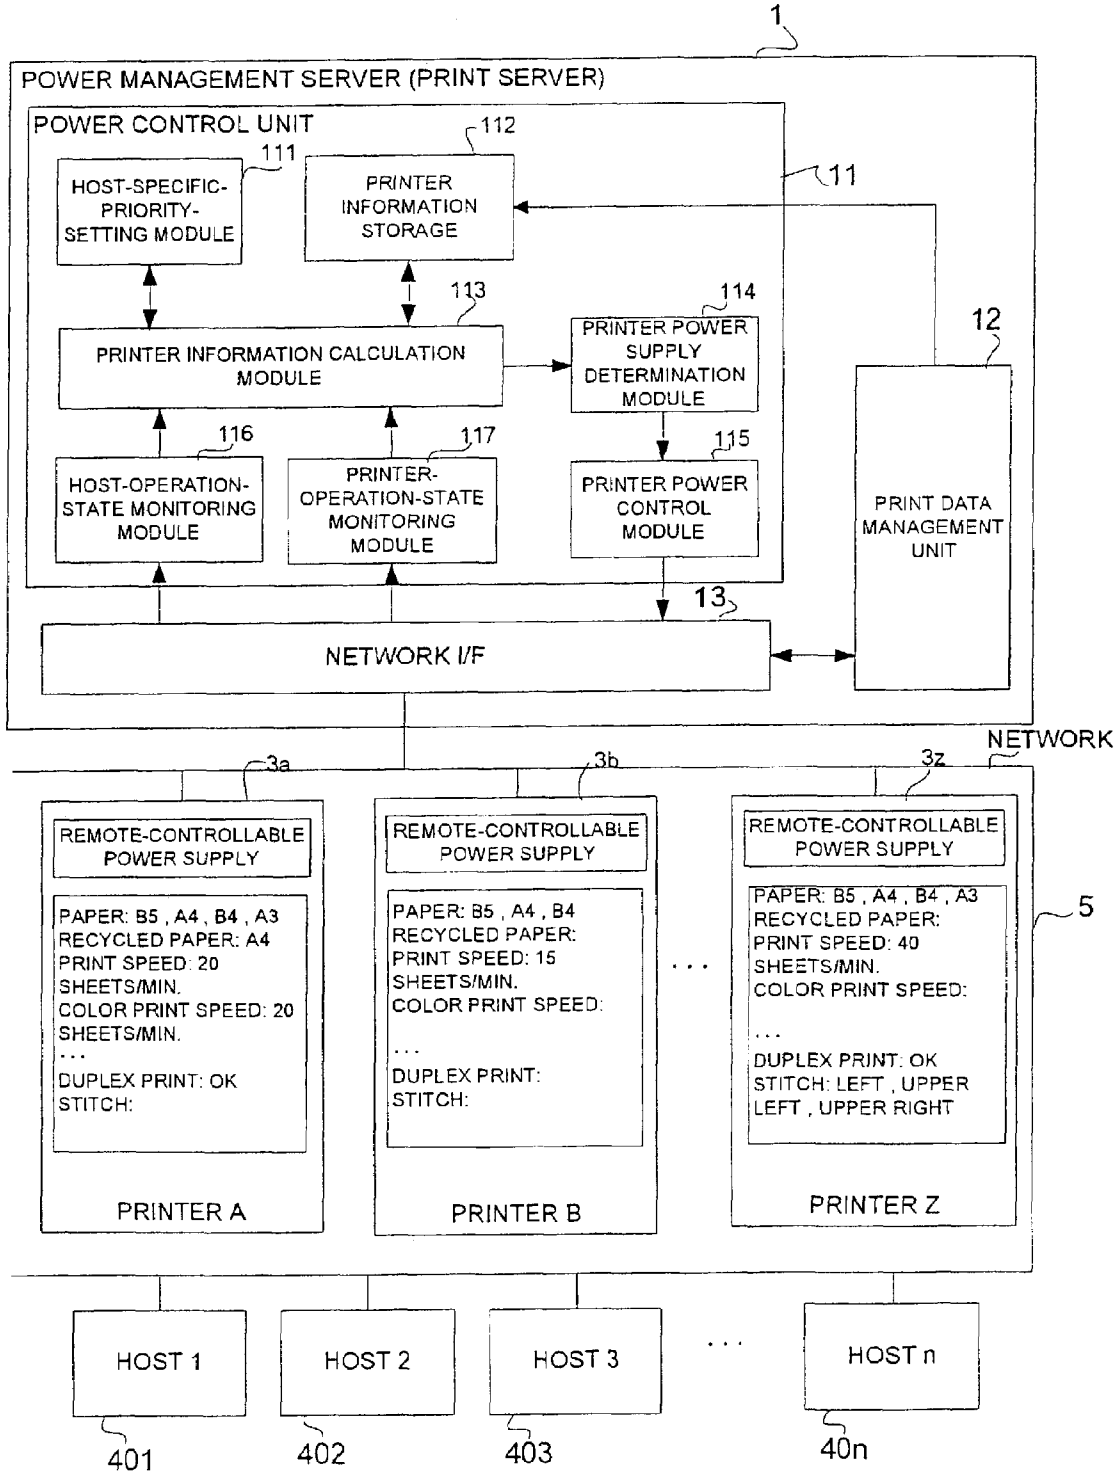 1
POWER MANAGEMENT SERVER (PRINT SERVER)
POWER CONTROL UNIT
111
HOST-SPECIFIC-
PRIORITY-
SETTING MODULE
112
PRINTER
INFORMATION
STORAGE
11
113
PRINTER INFORMATION CALCULATION
MODULE
114
PRINTER POWER
SUPPLY
DETERMINATION
MODULE
12
PRINT DATA
MANAGEMENT
UNIT
116
HOST-OPERATION-
STATE MONITORING
MODULE
117
PRINTER-
OPERATION-STATE
MONITORING
MODULE
115
PRINTER POWER
CONTROL
MODULE
13
NETWORK I/F
NETWORK
5
3a
REMOTE-CONTROLLABLE
POWER SUPPLY
PAPER: B5 , A4 , B4 , A3
RECYCLED PAPER: A4
PRINT SPEED: 20
SHEETS/MIN.
COLOR PRINT SPEED: 20
SHEETS/MIN.
...
DUPLEX PRINT: OK
STITCH:
PRINTER A
3b
REMOTE-CONTROLLABLE
POWER SUPPLY
PAPER: B5 , A4 , B4
RECYCLED PAPER:
PRINT SPEED: 15
SHEETS/MIN.
COLOR PRINT SPEED:
...
DUPLEX PRINT:
STITCH:
PRINTER B
...
3z
REMOTE-CONTROLLABLE
POWER SUPPLY
PAPER: B5 , A4 , B4 , A3
RECYCLED PAPER:
PRINT SPEED: 40
SHEETS/MIN.
COLOR PRINT SPEED:
...
DUPLEX PRINT: OK
STITCH: LEFT , UPPER
LEFT , UPPER RIGHT
PRINTER Z
HOST 1
401
HOST 2
402
HOST 3
403
...
HOST n
40n